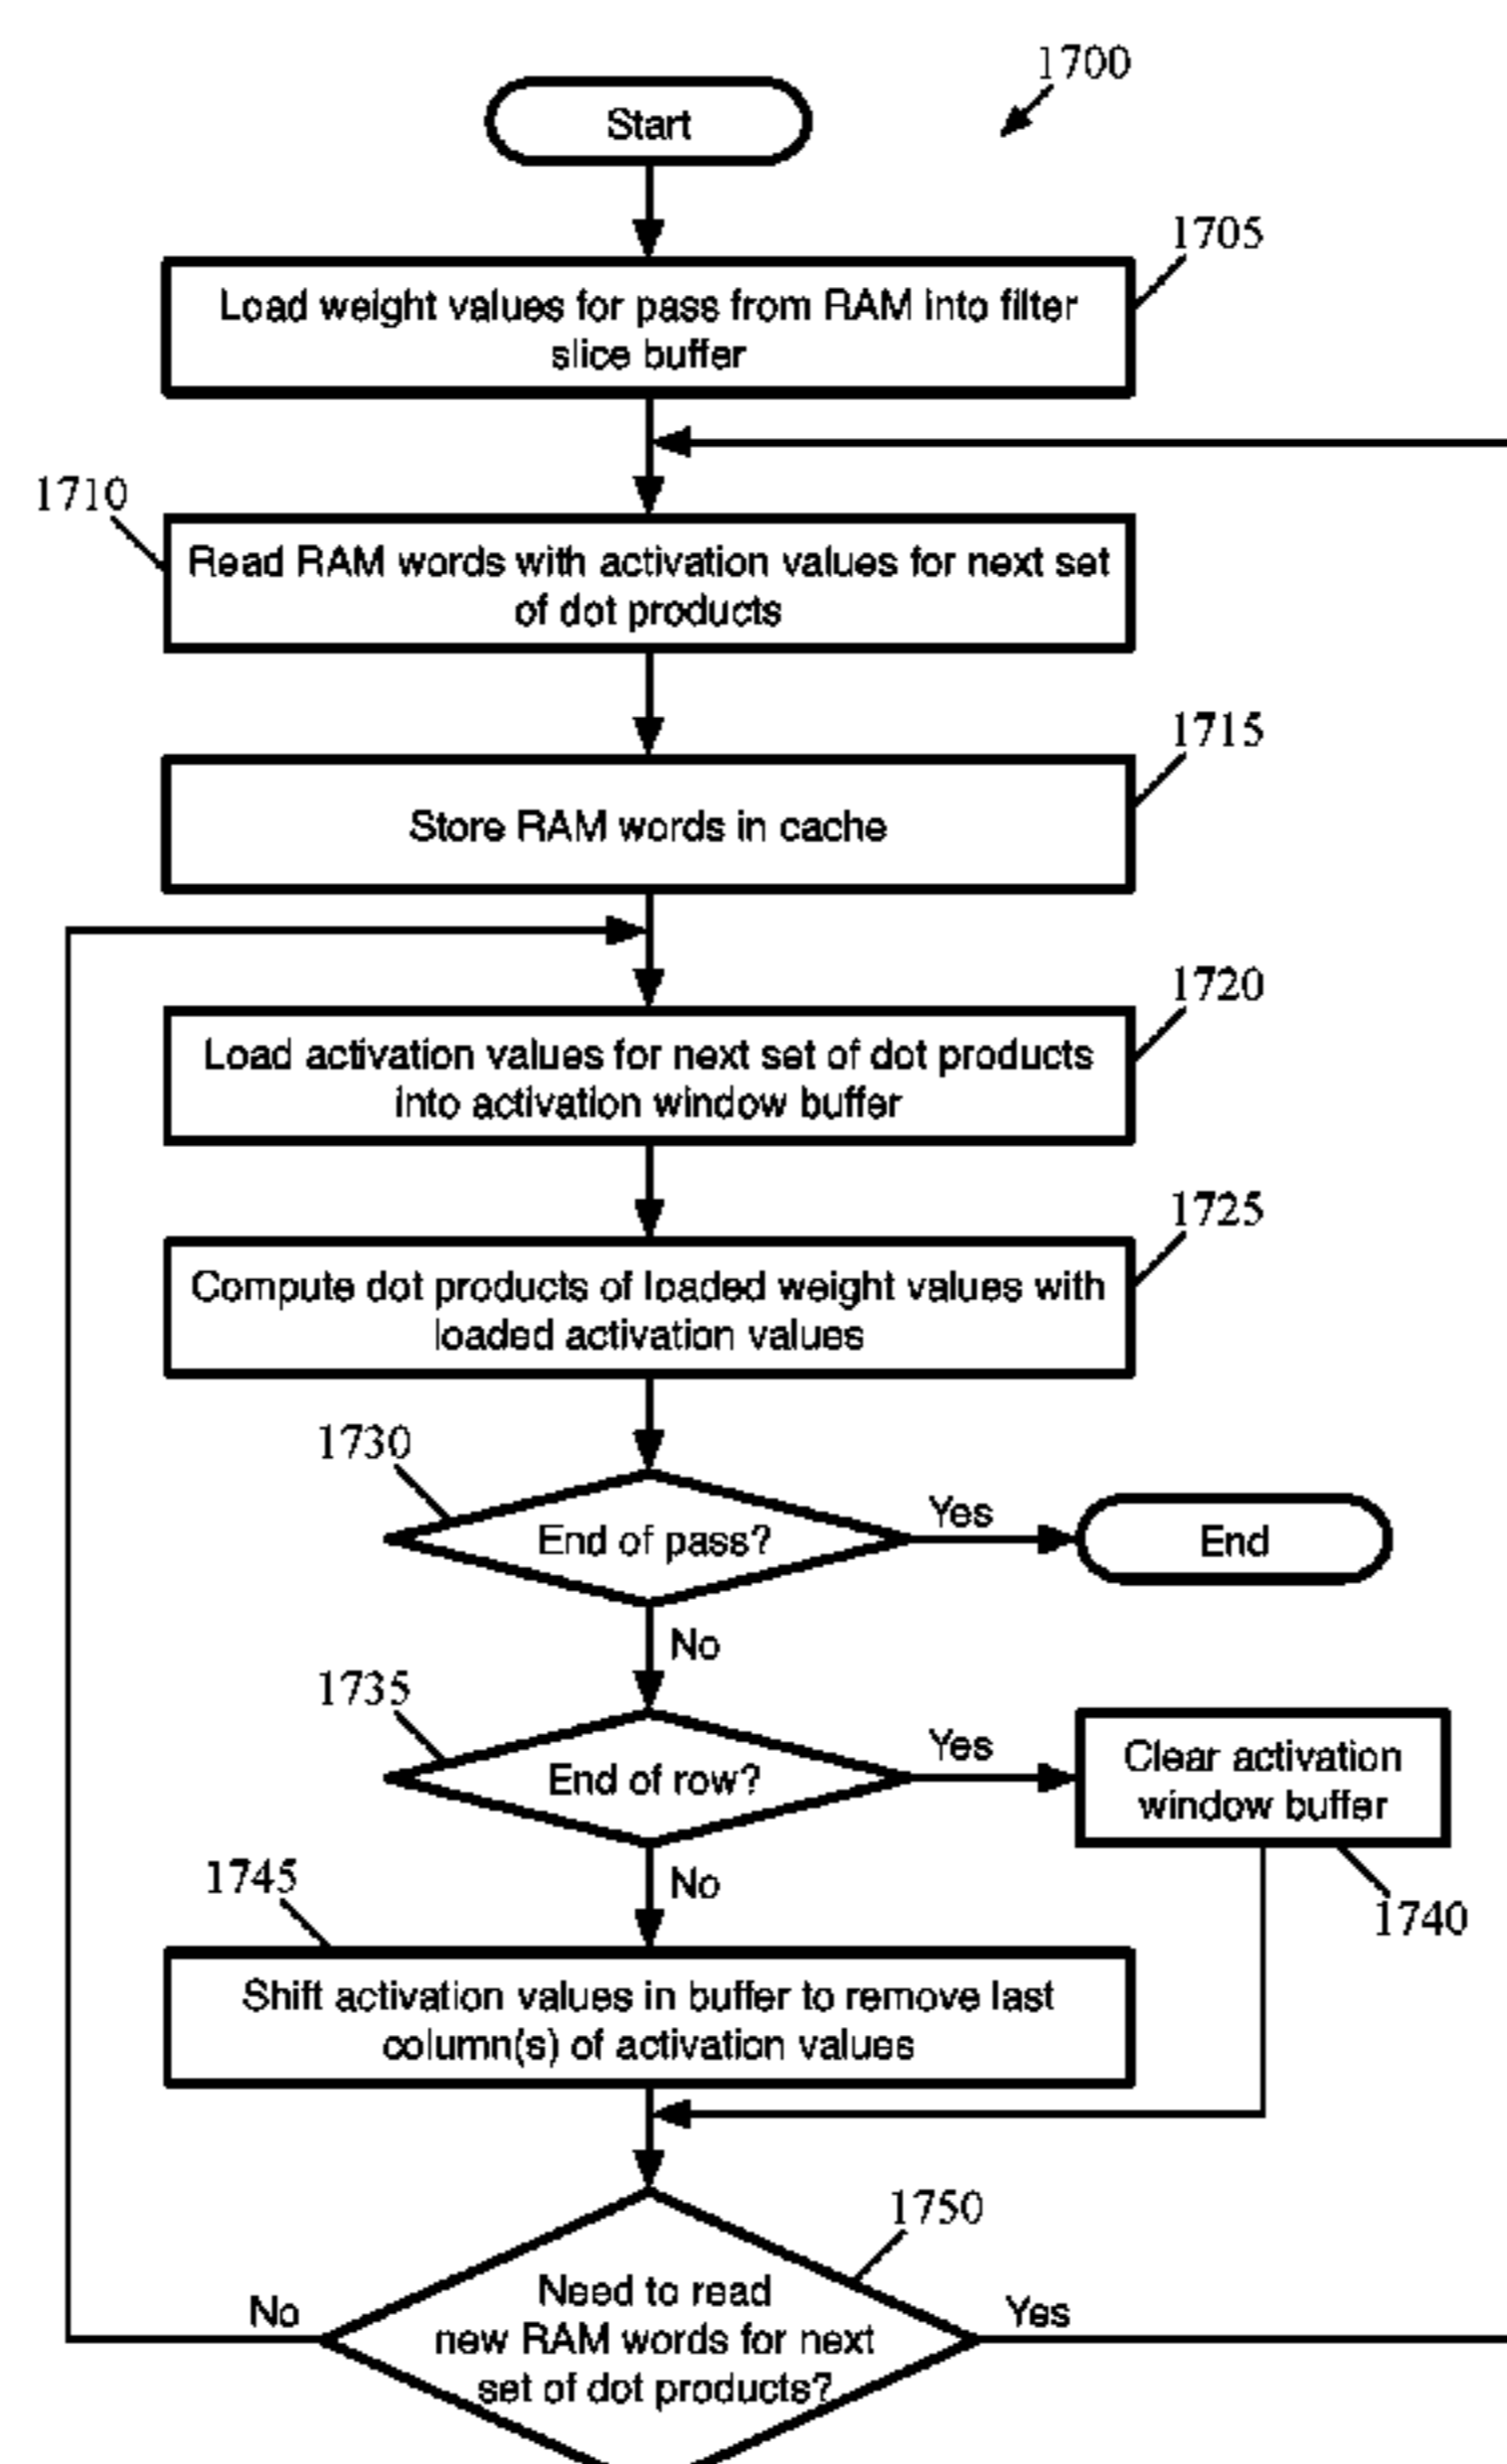 1700
Start
1705
Load weight values for pass from RAM into filter
slice buffer
1710
Read RAM words with activation values for next set
of dot products
1715
Store RAM words in cache
1720
Load activation values for next set of dot products
into activation window buffer
1725
Compute dot products of loaded weight values with
loaded activation values
1730
End of pass?
Yes
End
No
1735
End of row?
Yes
Clear activation
window buffer
1740
No
1745
Shift activation values in buffer to remove last
column(s) of activation values
1750
Need to read
new RAM words for next
set of dot products?
No
Yes